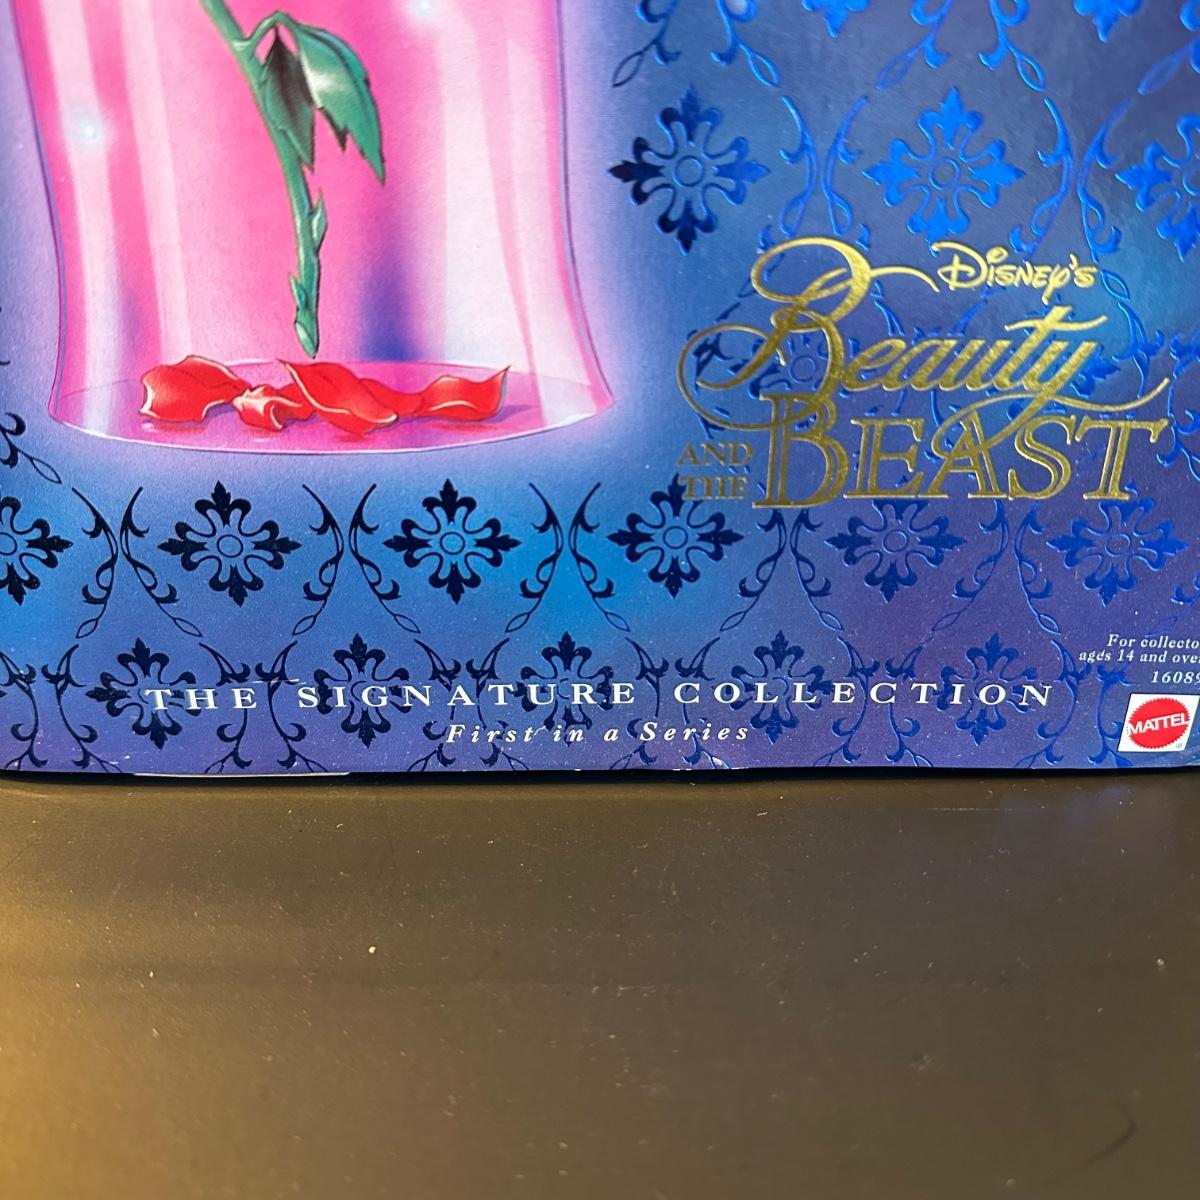 Disney's
Beauty
AND
THE
BEAST
For collecto
ages 14 and over
16089
THE SIGNATURE COLLECTION
First in a Series
MATTEL